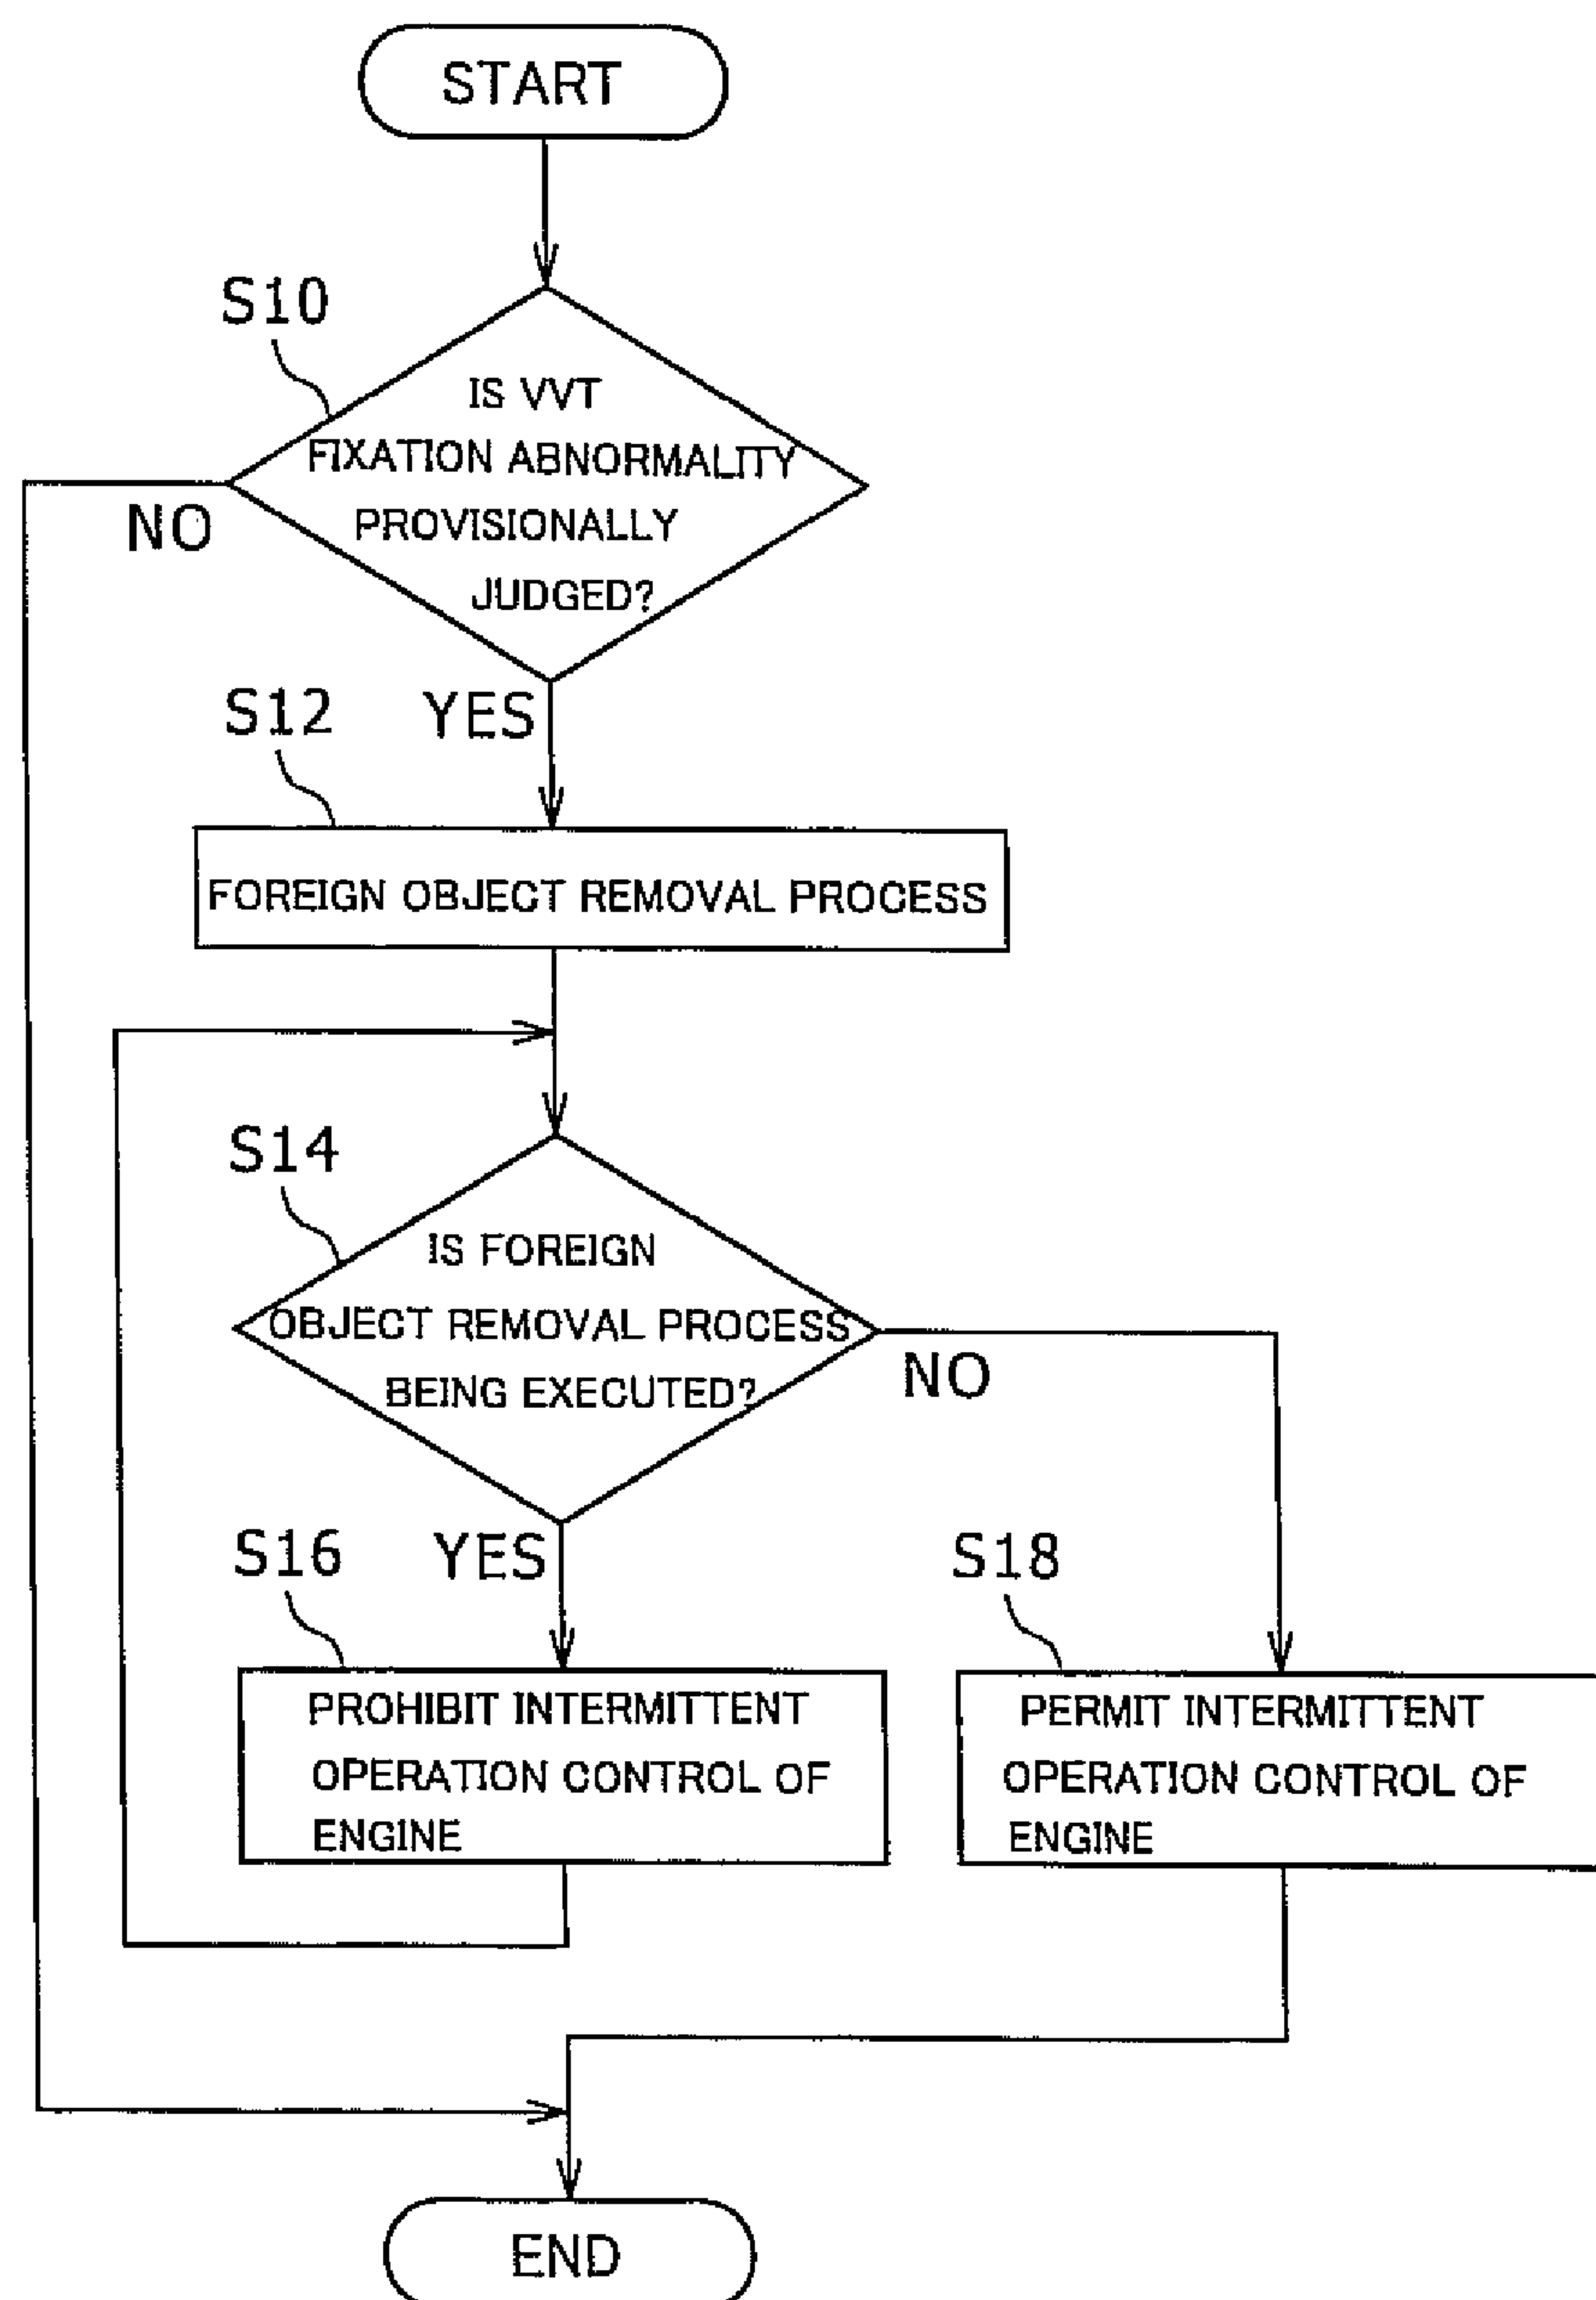 START
S10
IS VVT
FIXATION ABNORMALITY
PROVISIONALLY
JUDGED?
NO
YES
S12
FOREIGN OBJECT REMOVAL PROCESS
S14
IS FOREIGN
OBJECT REMOVAL PROCESS
BEING EXECUTED?
NO
YES
S16
PROHIBIT INTERMITTENT
OPERATION CONTROL OF
ENGINE
S18
PERMIT INTERMITTENT
OPERATION CONTROL OF
ENGINE
END